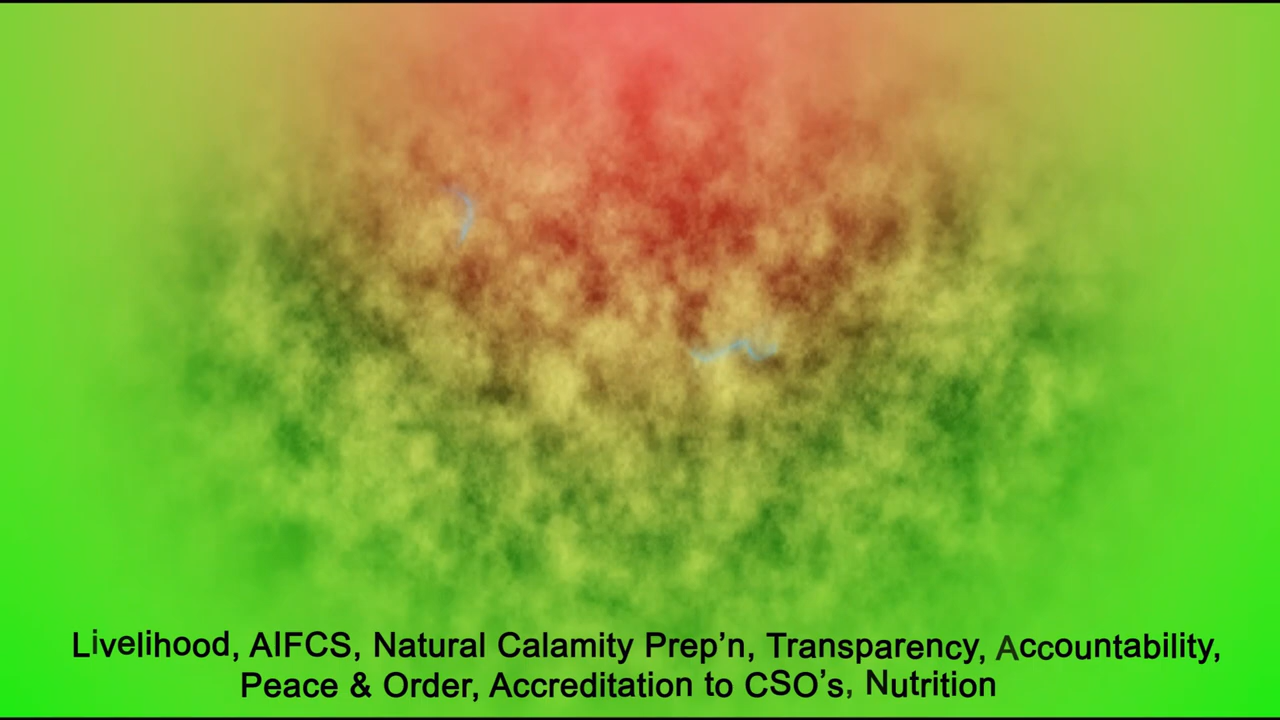 Livelihood, AIFCS, Natural Calamity Prep’n, Transparency, Accountability,
Peace & Order, Accreditation to CSO’s, Nutrition